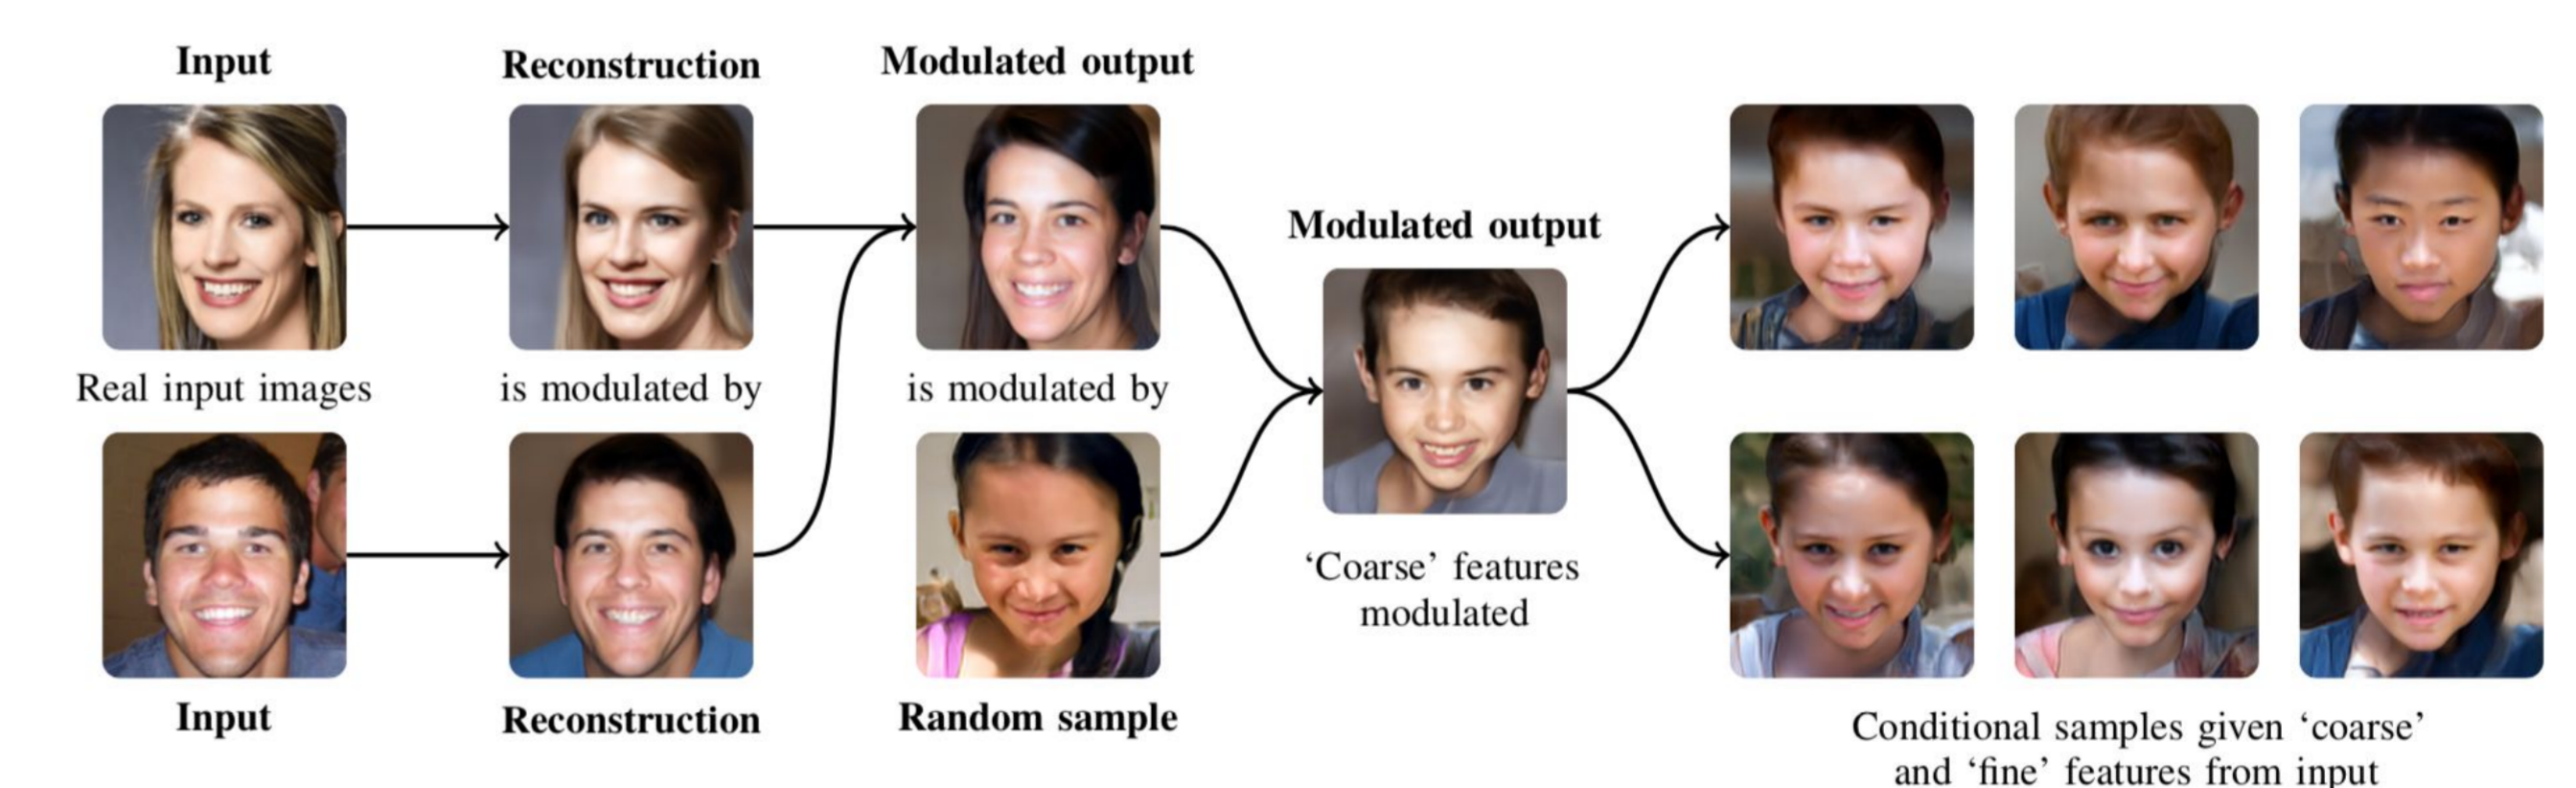 Input
Reconstruction
Modulated output
Real input images
is modulated by
is modulated by
Modulated output
‘Coarse’ features
modulated
Input
Reconstruction
Random sample
Conditional samples given ‘coarse’
and ‘fine’ features from input